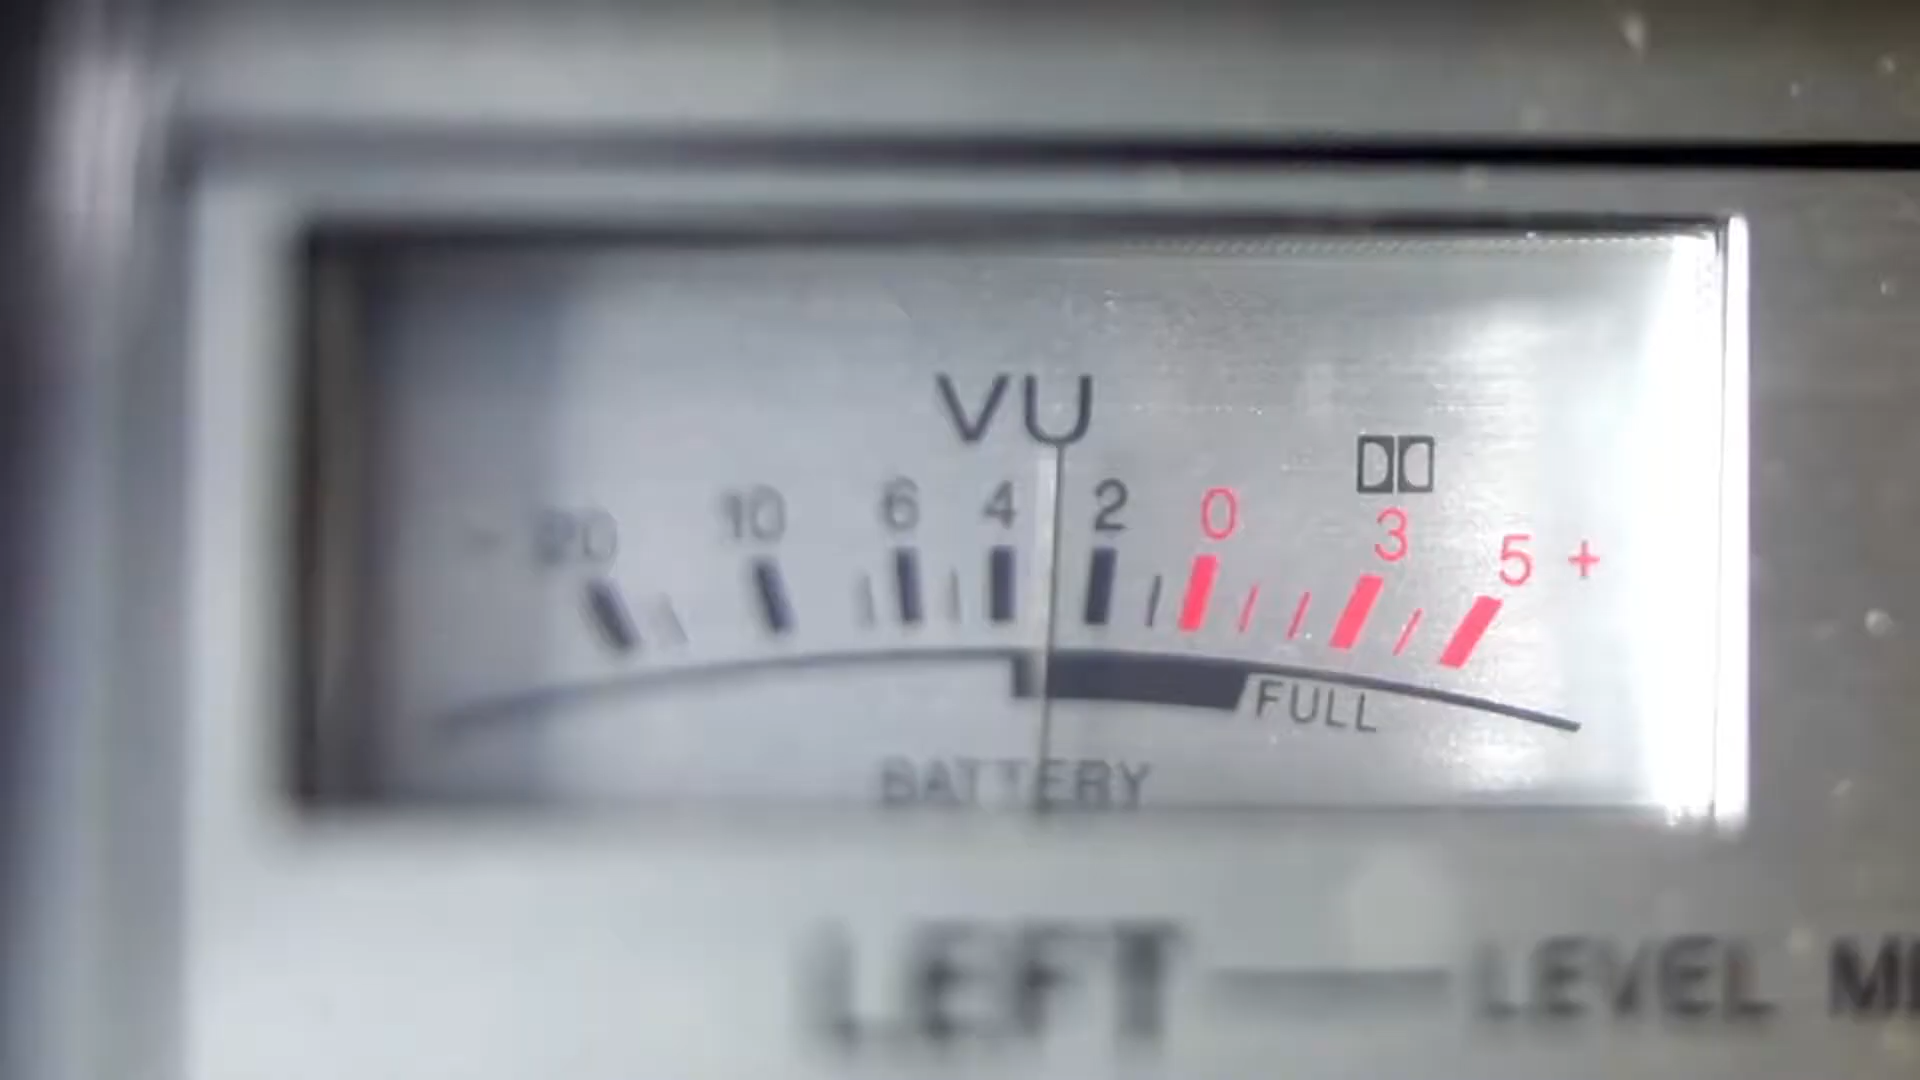 VU
- 20 10 6 4 2 0 3 5 +
FULL
BATTERY
LEFT LEVEL